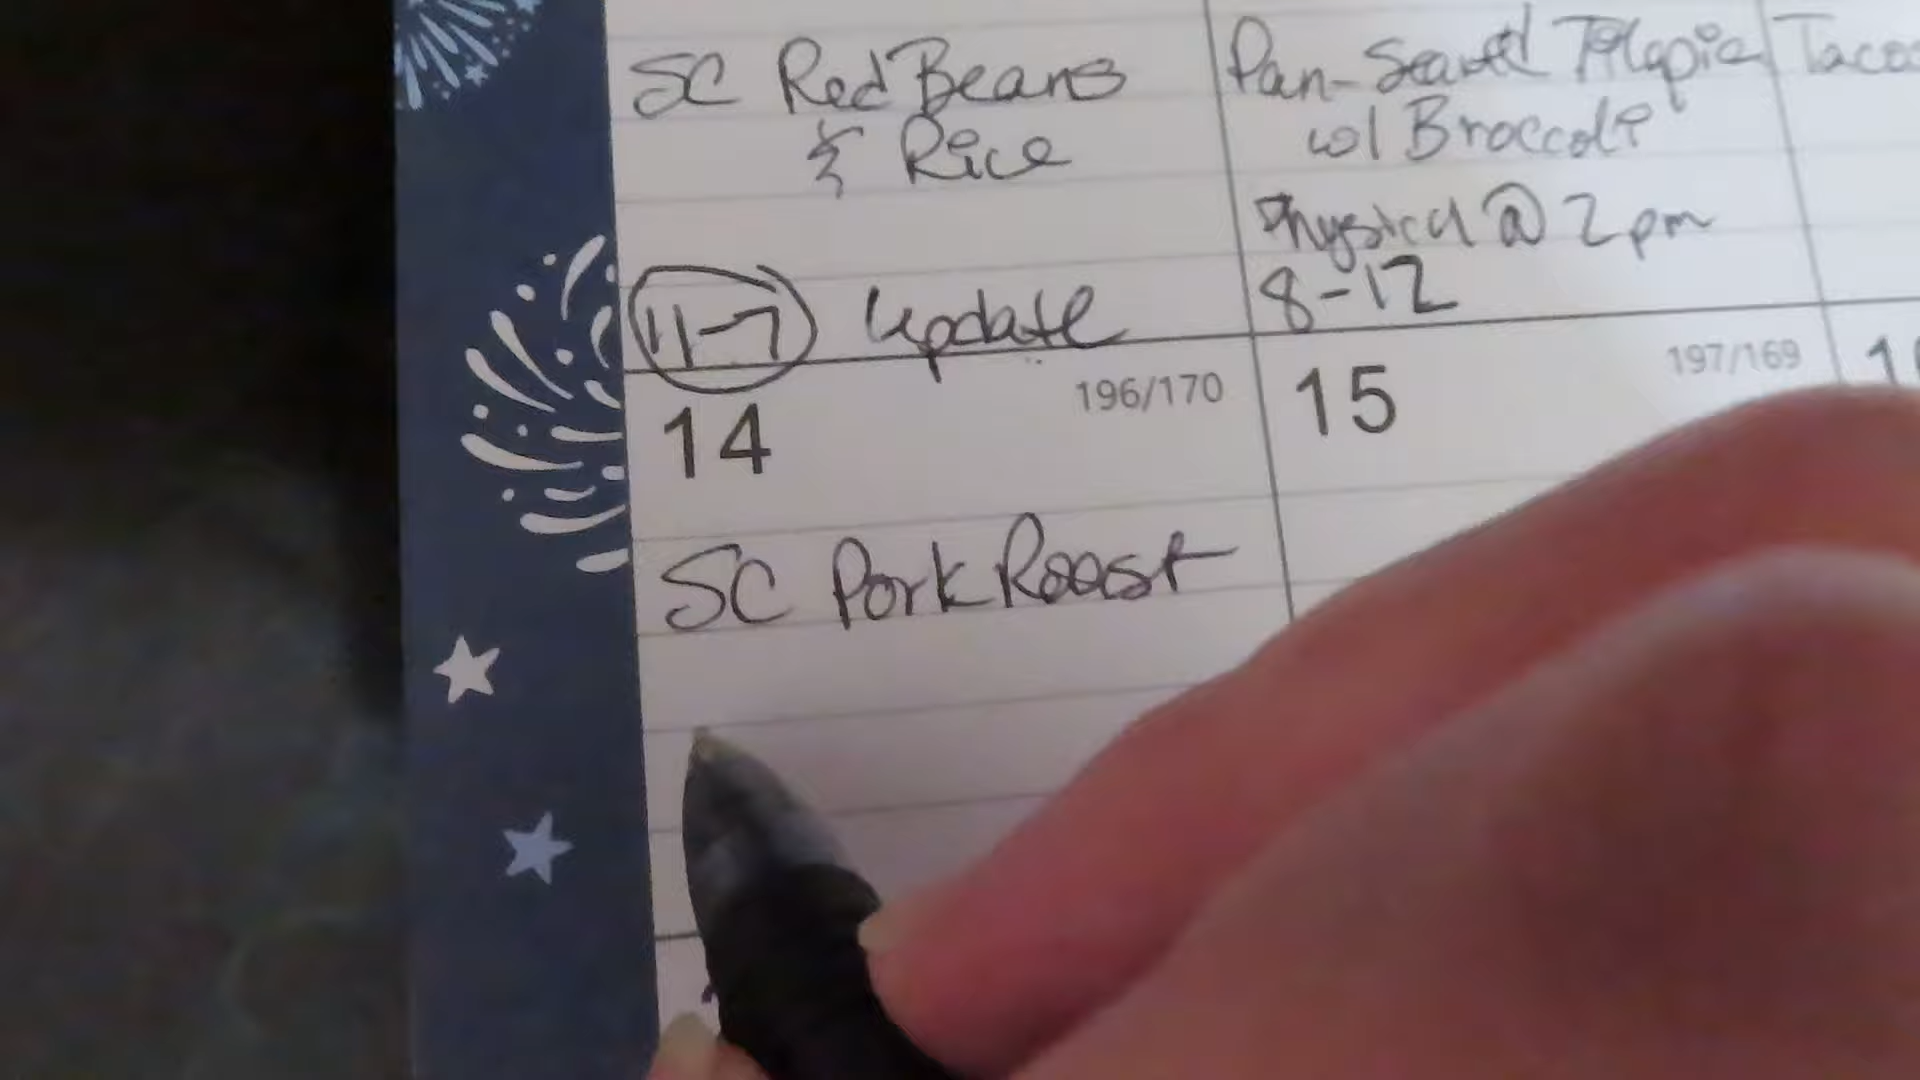 SC Red Beans
& Rice
11-7 Update
Pan-Seared Tilapia
w/ Broccoli
Physical @ 2pm
8-12
Tacos
14 196/170
SC Pork Roast
15 197/169